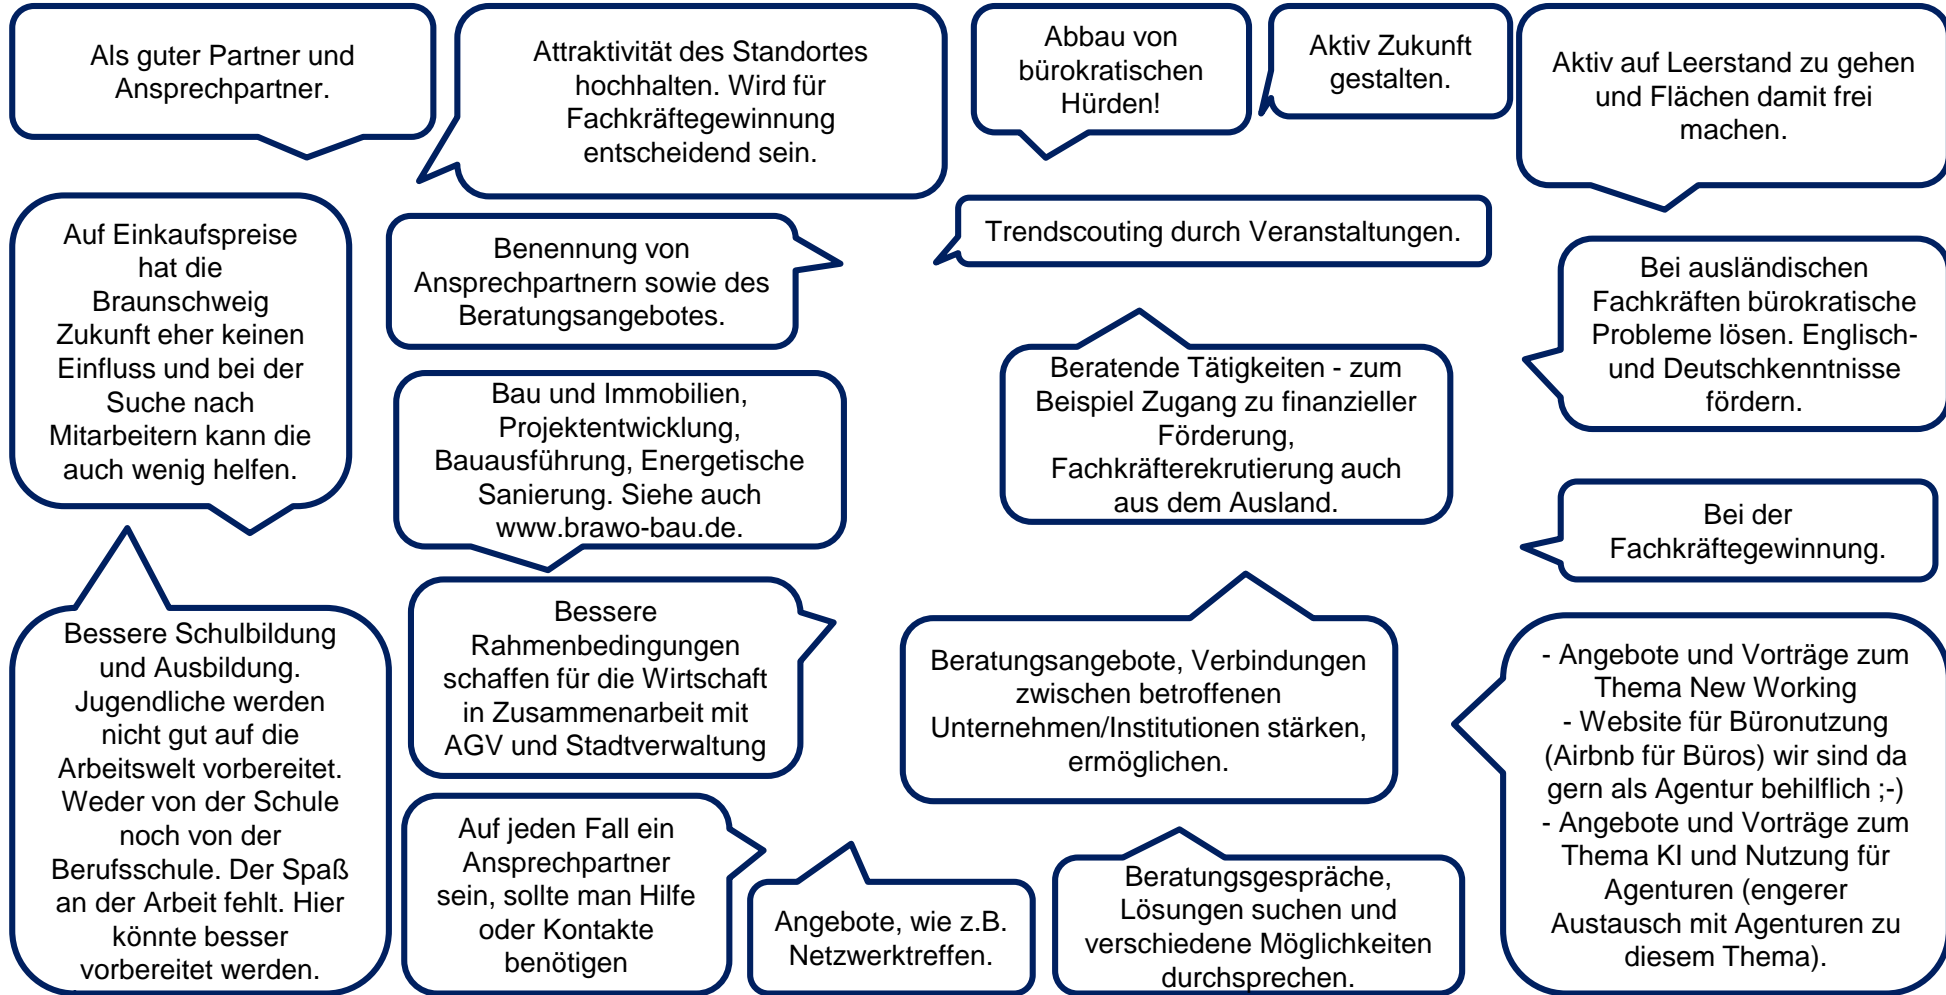 Als guter Partner und
Ansprechpartner.
Attraktivität des Standortes
hochhalten. Wird für
Fachkräftegewinnung
entscheidend sein.
Abbau von
bürokratischen
Hürden!
Aktiv Zukunft
gestalten.
Aktiv auf Leerstand zu gehen
und Flächen damit frei
machen.
Auf Einkaufspreise
hat die
Braunschweig
Zukunft eher keinen
Einfluss und bei der
Suche nach
Mitarbeitern kann die
auch wenig helfen.
Benennung von
Ansprechpartnern sowie des
Beratungsangebotes.
Trendscouting durch Veranstaltungen.
Bei ausländischen
Fachkräften bürokratische
Probleme lösen. Englisch-
und Deutschkenntnisse
fördern.
Bau und Immobilien,
Projektentwicklung,
Bauausführung, Energetische
Sanierung. Siehe auch
www.brawo-bau.de.
Beratende Tätigkeiten - zum
Beispiel Zugang zu finanzieller
Förderung,
Fachkräfterekrutierung auch
aus dem Ausland.
Bei der
Fachkräftegewinnung.
Bessere Schulbildung
und Ausbildung.
Jugendliche werden
nicht gut auf die
Arbeitswelt vorbereitet.
Weder von der Schule
noch von der
Berufsschule. Der Spaß
an der Arbeit fehlt. Hier
könnte besser
vorbereitet werden.
Bessere
Rahmenbedingungen
schaffen für die Wirtschaft
in Zusammenarbeit mit
AGV und Stadtverwaltung
Beratungsangebote, Verbindungen
zwischen betroffenen
Unternehmen/Institutionen stärken,
ermöglichen.
- Angebote und Vorträge zum
Thema New Working
- Website für Büronutzung
(Airbnb für Büros) wir sind da
gern als Agentur behilflich ;-)
- Angebote und Vorträge zum
Thema KI und Nutzung für
Agenturen (engerer
Austausch mit Agenturen zu
diesem Thema).
Auf jeden Fall ein
Ansprechpartner
sein, sollte man Hilfe
oder Kontakte
benötigen
Angebote, wie z.B.
Netzwerktreffen.
Beratungsgespräche,
Lösungen suchen und
verschiedene Möglichkeiten
durchsprechen.